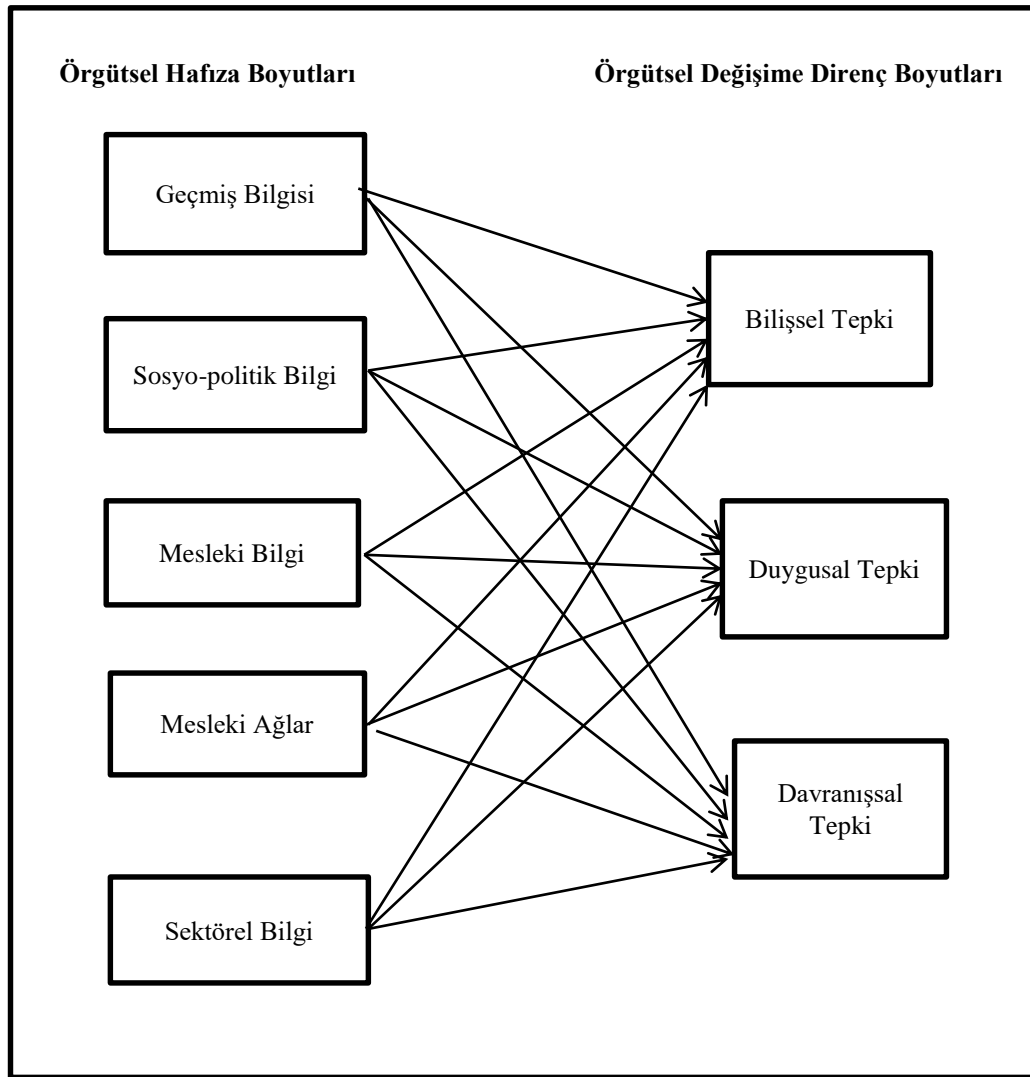 Örgütsel Hafıza Boyutları
Örgütsel Değişime Direnç Boyutları
Geçmiş Bilgisi
Sosyo-politik Bilgi
Mesleki Bilgi
Mesleki Ağlar
Sektörel Bilgi
Bilişsel Tepki
Duygusal Tepki
Davranışsal
Tepki